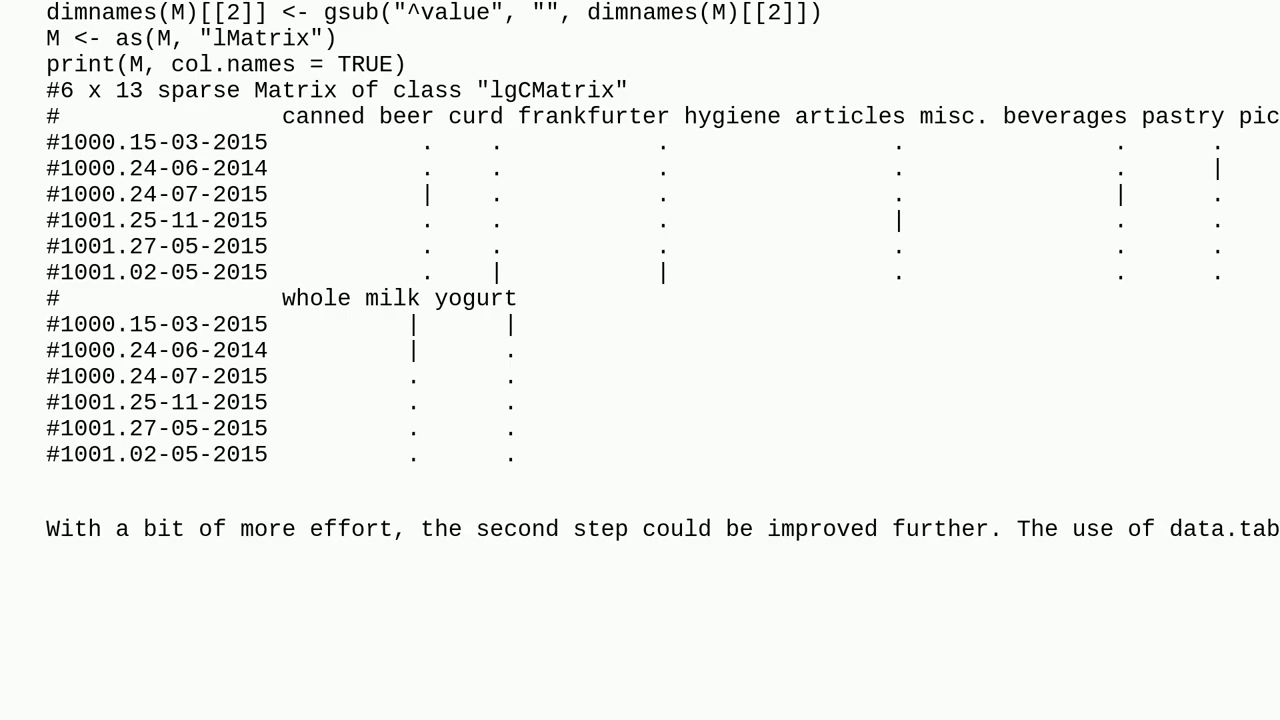 dimnames(M)[[2]] <- gsub("^value", "", dimnames(M)[[2]])
M <- as(M, "lMatrix")
print(M, col.names = TRUE)
#6 x 13 sparse Matrix of class "lgCMatrix"
#                canned beer curd frankfurter hygiene articles misc. beverages pastry pic
#1000.15-03-2015           .    .           .                .               .      .
#1000.24-06-2014           .    .           .                .               .      |
#1000.24-07-2015           |    .           .                .               |      .
#1001.25-11-2015           .    .           .                |               .      .
#1001.27-05-2015           .    .           .                .               .      .
#1001.02-05-2015           .    |           |                .               .      .
#                whole milk yogurt
#1000.15-03-2015          |      |
#1000.24-06-2014          |      .
#1000.24-07-2015          .      .
#1001.25-11-2015          .      .
#1001.27-05-2015          .      .
#1001.02-05-2015          .      .
With a bit of more effort, the second step could be improved further. The use of data.tab